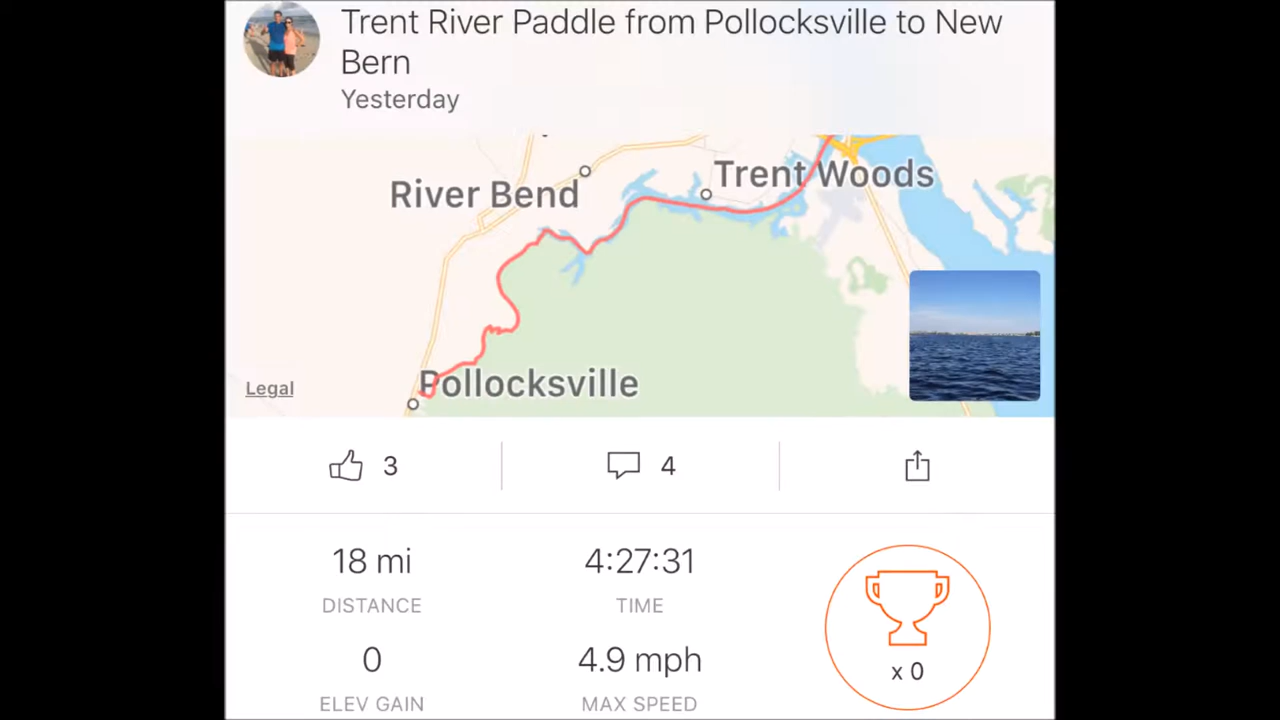 Trent River Paddle from Pollocksville to New
Bern
Yesterday
River Bend
Trent Woods
Pollocksville
Legal
3
4
18 mi
4:27:31
DISTANCE
TIME
0
4.9 mph
x 0
ELEV GAIN
MAX SPEED